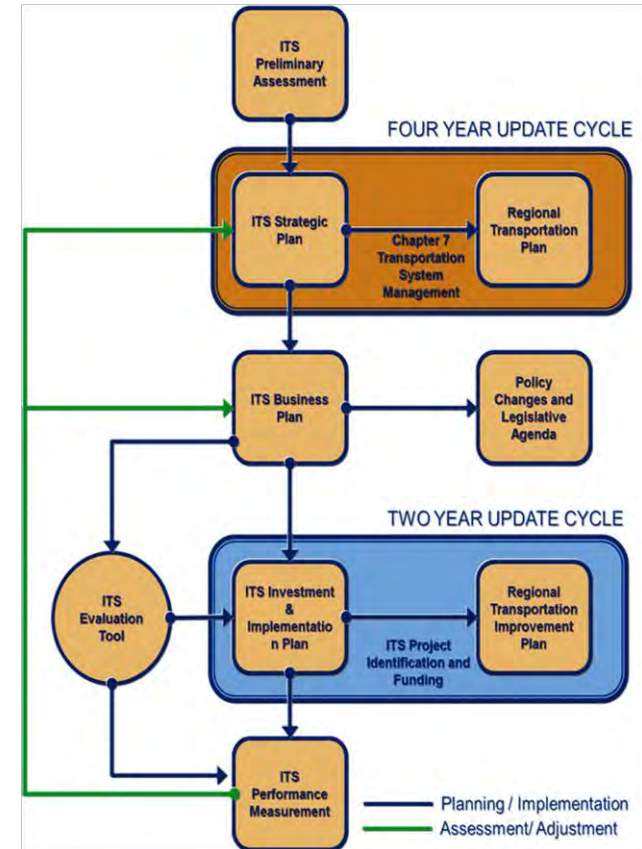 ITS
Preliminary
Assessment
FOUR YEAR UPDATE CYCLE
ITS Strategic
Plan
Chapter 7
Transportation
System
Management
Regional
Transportation
Plan
ITS Business
Plan
Policy
Changes and
Legislative
Agenda
TWO YEAR UPDATE CYCLE
ITS
Evaluation
Tool
ITS Investment
&
Implementatio
n Plan
ITS Project
Identification and
Funding
Regional
Transportation
Improvement
Plan
ITS
Performance
Measurement
Planning / Implementation
Assessment/ Adjustment